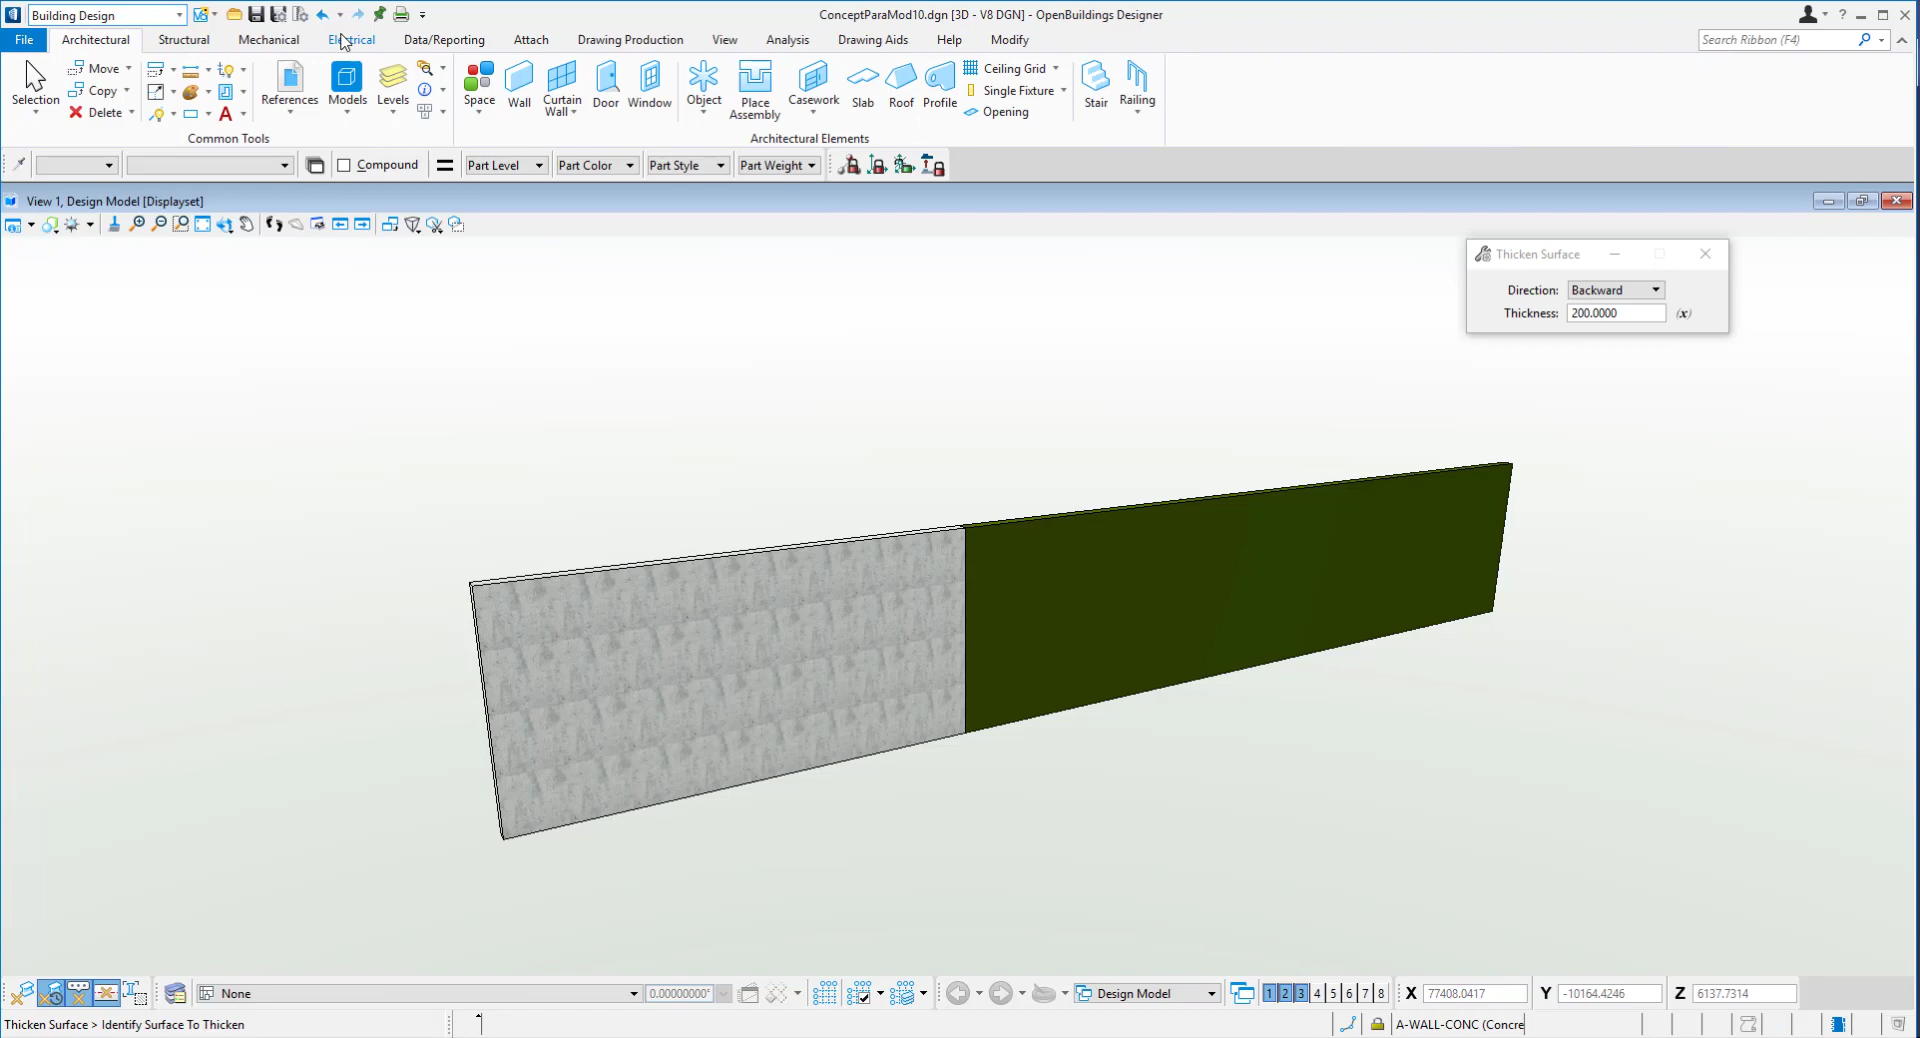 Building Design
ConceptParaMod10.dgn [3D - V8 DGN] - OpenBuildings Designer
File
Architectural
Structural
Mechanical
Electrical
Data/Reporting
Attach
Drawing Production
View
Analysis
Drawing Aids
Help
Modify
Search Ribbon (F4)
Selection
Move
Copy
Delete
References
Models
Levels
Space
Wall
Curtain
Wall
Door
Window
Object
Place
Assembly
Casework
Slab
Roof
Profile
Ceiling Grid
Single Fixture
Opening
Stair
Railing
Common Tools
Architectural Elements
Compound
Part Level
Part Color
Part Style
Part Weight
View 1, Design Model [Displayset]
Thicken Surface
Direction: Backward
Thickness: 200.0000 (x)
None
0.00000000°
Design Model
1 2 3 4 5 6 7 8
X 77408.0417
Y -10164.4246
Z 6137.7314
Thicken Surface > Identify Surface To Thicken
A-WALL-CONC (Concre